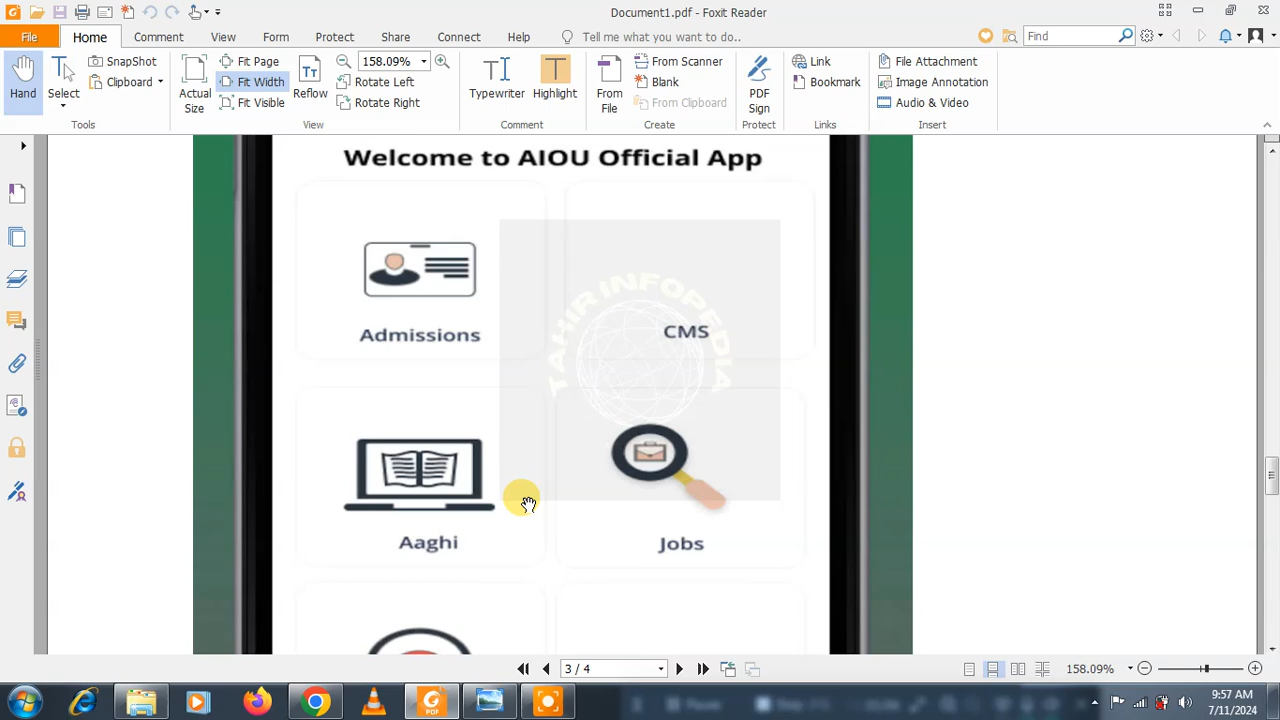 Document1.pdf - Foxit Reader
File Home Comment View Form Protect Share Connect Help Tell me what you want to do.. Find
Hand
Select
SnapShot
Clipboard
Tools
Actual Size
Fit Page
Fit Width
Fit Visible
Reflow
158.09%
Rotate Left
Rotate Right
View
Typewriter
Highlight
Comment
From File
From Scanner
Blank
From Clipboard
Create
PDF Sign
Protect
Link
Bookmark
Links
File Attachment
Image Annotation
Audio & Video
Insert
Welcome to AIOU Official App
Admissions
CMS
TAHIR INFOPEDIA
Aaghi
Jobs
3 / 4
158.09%
PDF
9:57 AM
7/11/2024